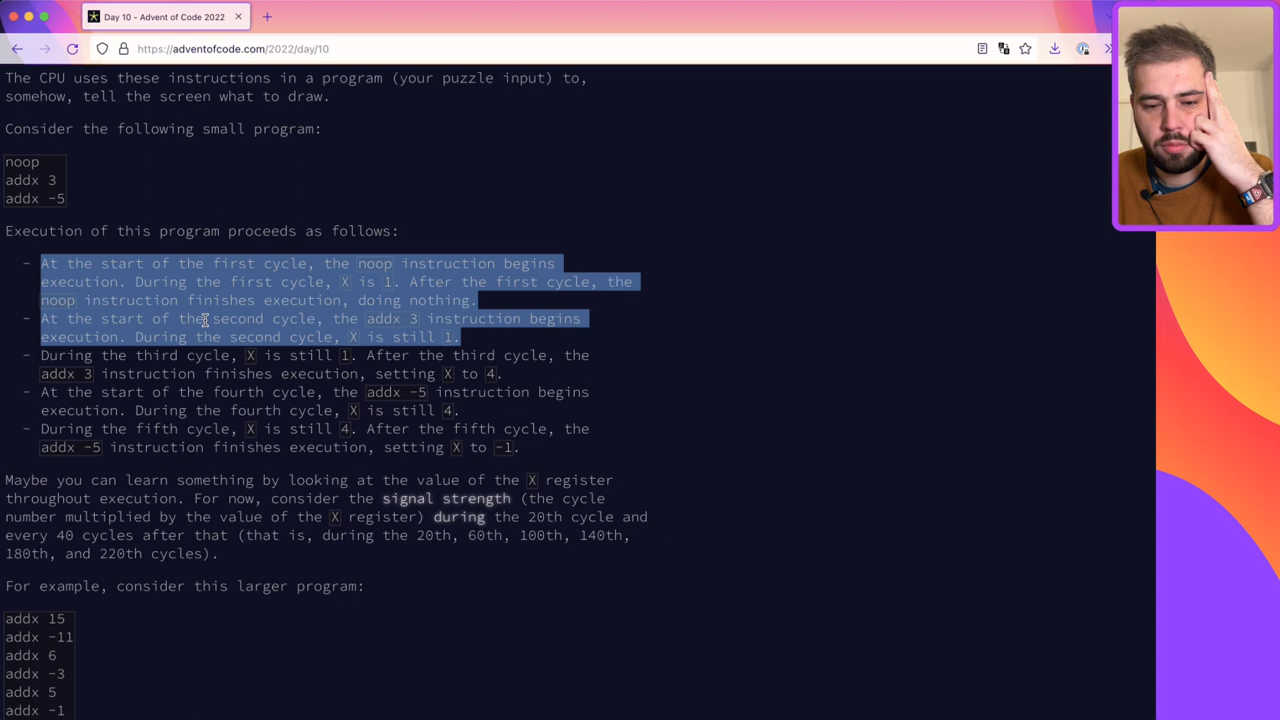 Day 10 - Advent of Code 2022
https://adventofcode.com/2022/day/10
The CPU uses these instructions in a program (your puzzle input) to,
somehow, tell the screen what to draw.
Consider the following small program:
noop
addx 3
addx -5
Execution of this program proceeds as follows:
- At the start of the first cycle, the noop instruction begins
execution. During the first cycle, X is 1. After the first cycle, the
noop instruction finishes execution, doing nothing.
- At the start of the second cycle, the addx 3 instruction begins
execution. During the second cycle, X is still 1.
- During the third cycle, X is still 1. After the third cycle, the
addx 3 instruction finishes execution, setting X to 4.
- At the start of the fourth cycle, the addx -5 instruction begins
execution. During the fourth cycle, X is still 4.
- During the fifth cycle, X is still 4. After the fifth cycle, the
addx -5 instruction finishes execution, setting X to -1.
Maybe you can learn something by looking at the value of the X register
throughout execution. For now, consider the signal strength (the cycle
number multiplied by the value of the X register) during the 20th cycle and
every 40 cycles after that (that is, during the 20th, 60th, 100th, 140th,
180th, and 220th cycles).
For example, consider this larger program:
addx 15
addx -11
addx 6
addx -3
addx 5
addx -1